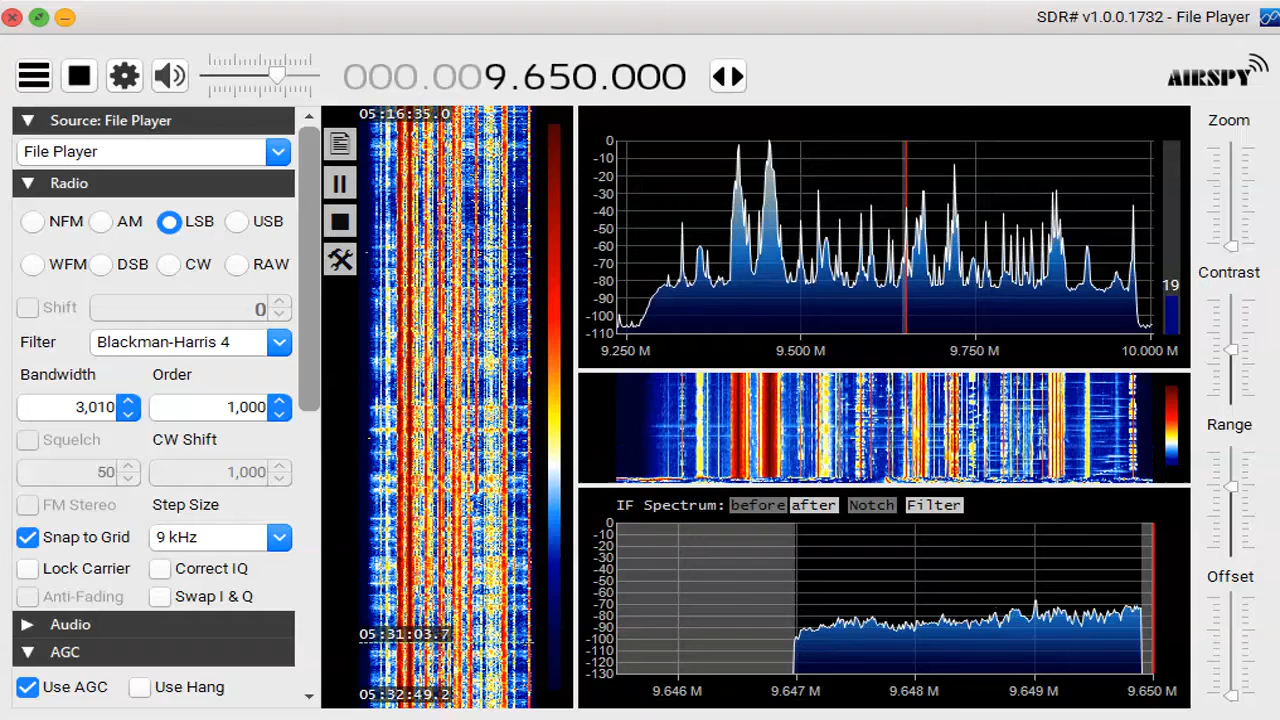 SDR# v1.0.0.1732 - File Player
000.009.650.000
AIRSPY
Source: File Player
File Player
Radio
NFM AM LSB USB
WFM DSB CW RAW
Shift 0
Filter Blackman-Harris 4
Bandwidth Order
3,010 1,000
Squelch CW Shift
50 1,000
FM Stereo Step Size
Snap to Grid 9 kHz
Lock Carrier Correct IQ
Anti-Fading Swap I & Q
Audio
AGC
Use AGC Use Hang
05:16:35.0
05:31:03.7
05:32:49.2
0
-10
-20
-30
-40
-50
-60
-70
-80
-90
-100
-110
9.250 M 9.500 M 9.750 M 10.000 M
19
IF Spectrum: before after Notch Filter
-0
-10
-20
-30
-40
-50
-60
-70
-80
-90
-100
-110
-120
-130
9.646 M 9.647 M 9.648 M 9.649 M 9.650 M
Zoom
Contrast
Range
Offset